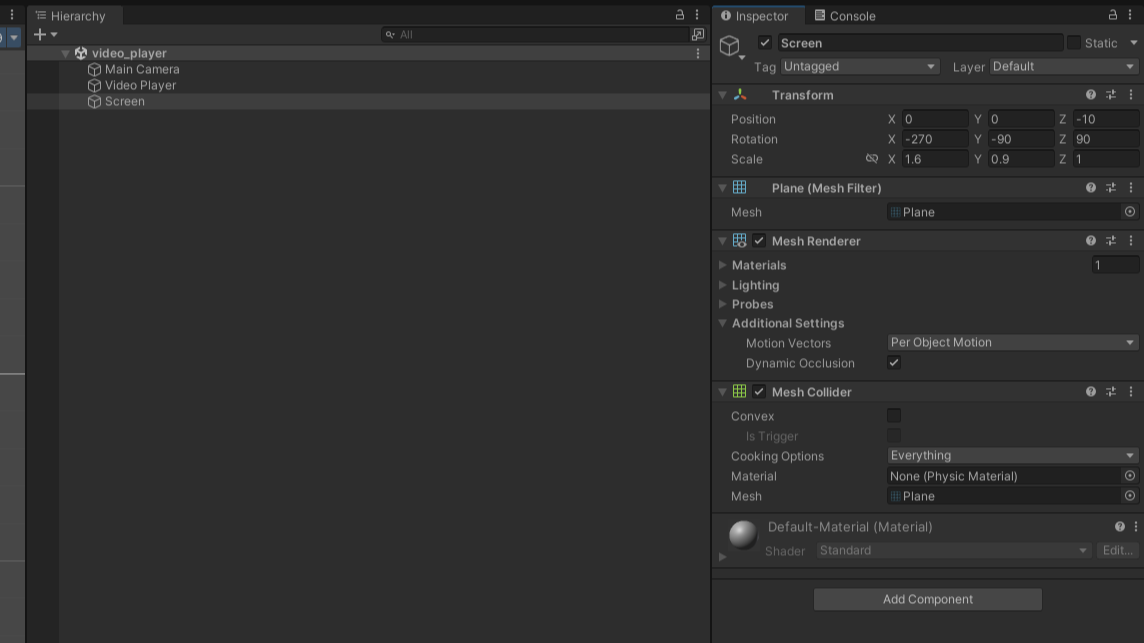 Hierarchy
All
video_player
Main Camera
Video Player
Screen
Inspector Console
Screen Static
Tag Untagged Layer Default
Transform
Position X 0 Y 0 Z -10
Rotation X -270 Y -90 Z 90
Scale X 1.6 Y 0.9 Z 1
Plane (Mesh Filter)
Mesh Plane
Mesh Renderer
Materials 1
Lighting
Probes
Additional Settings
Motion Vectors Per Object Motion
Dynamic Occlusion
Mesh Collider
Convex
Is Trigger
Cooking Options Everything
Material None (Physic Material)
Mesh Plane
Default-Material (Material)
Shader Standard Edit...
Add Component